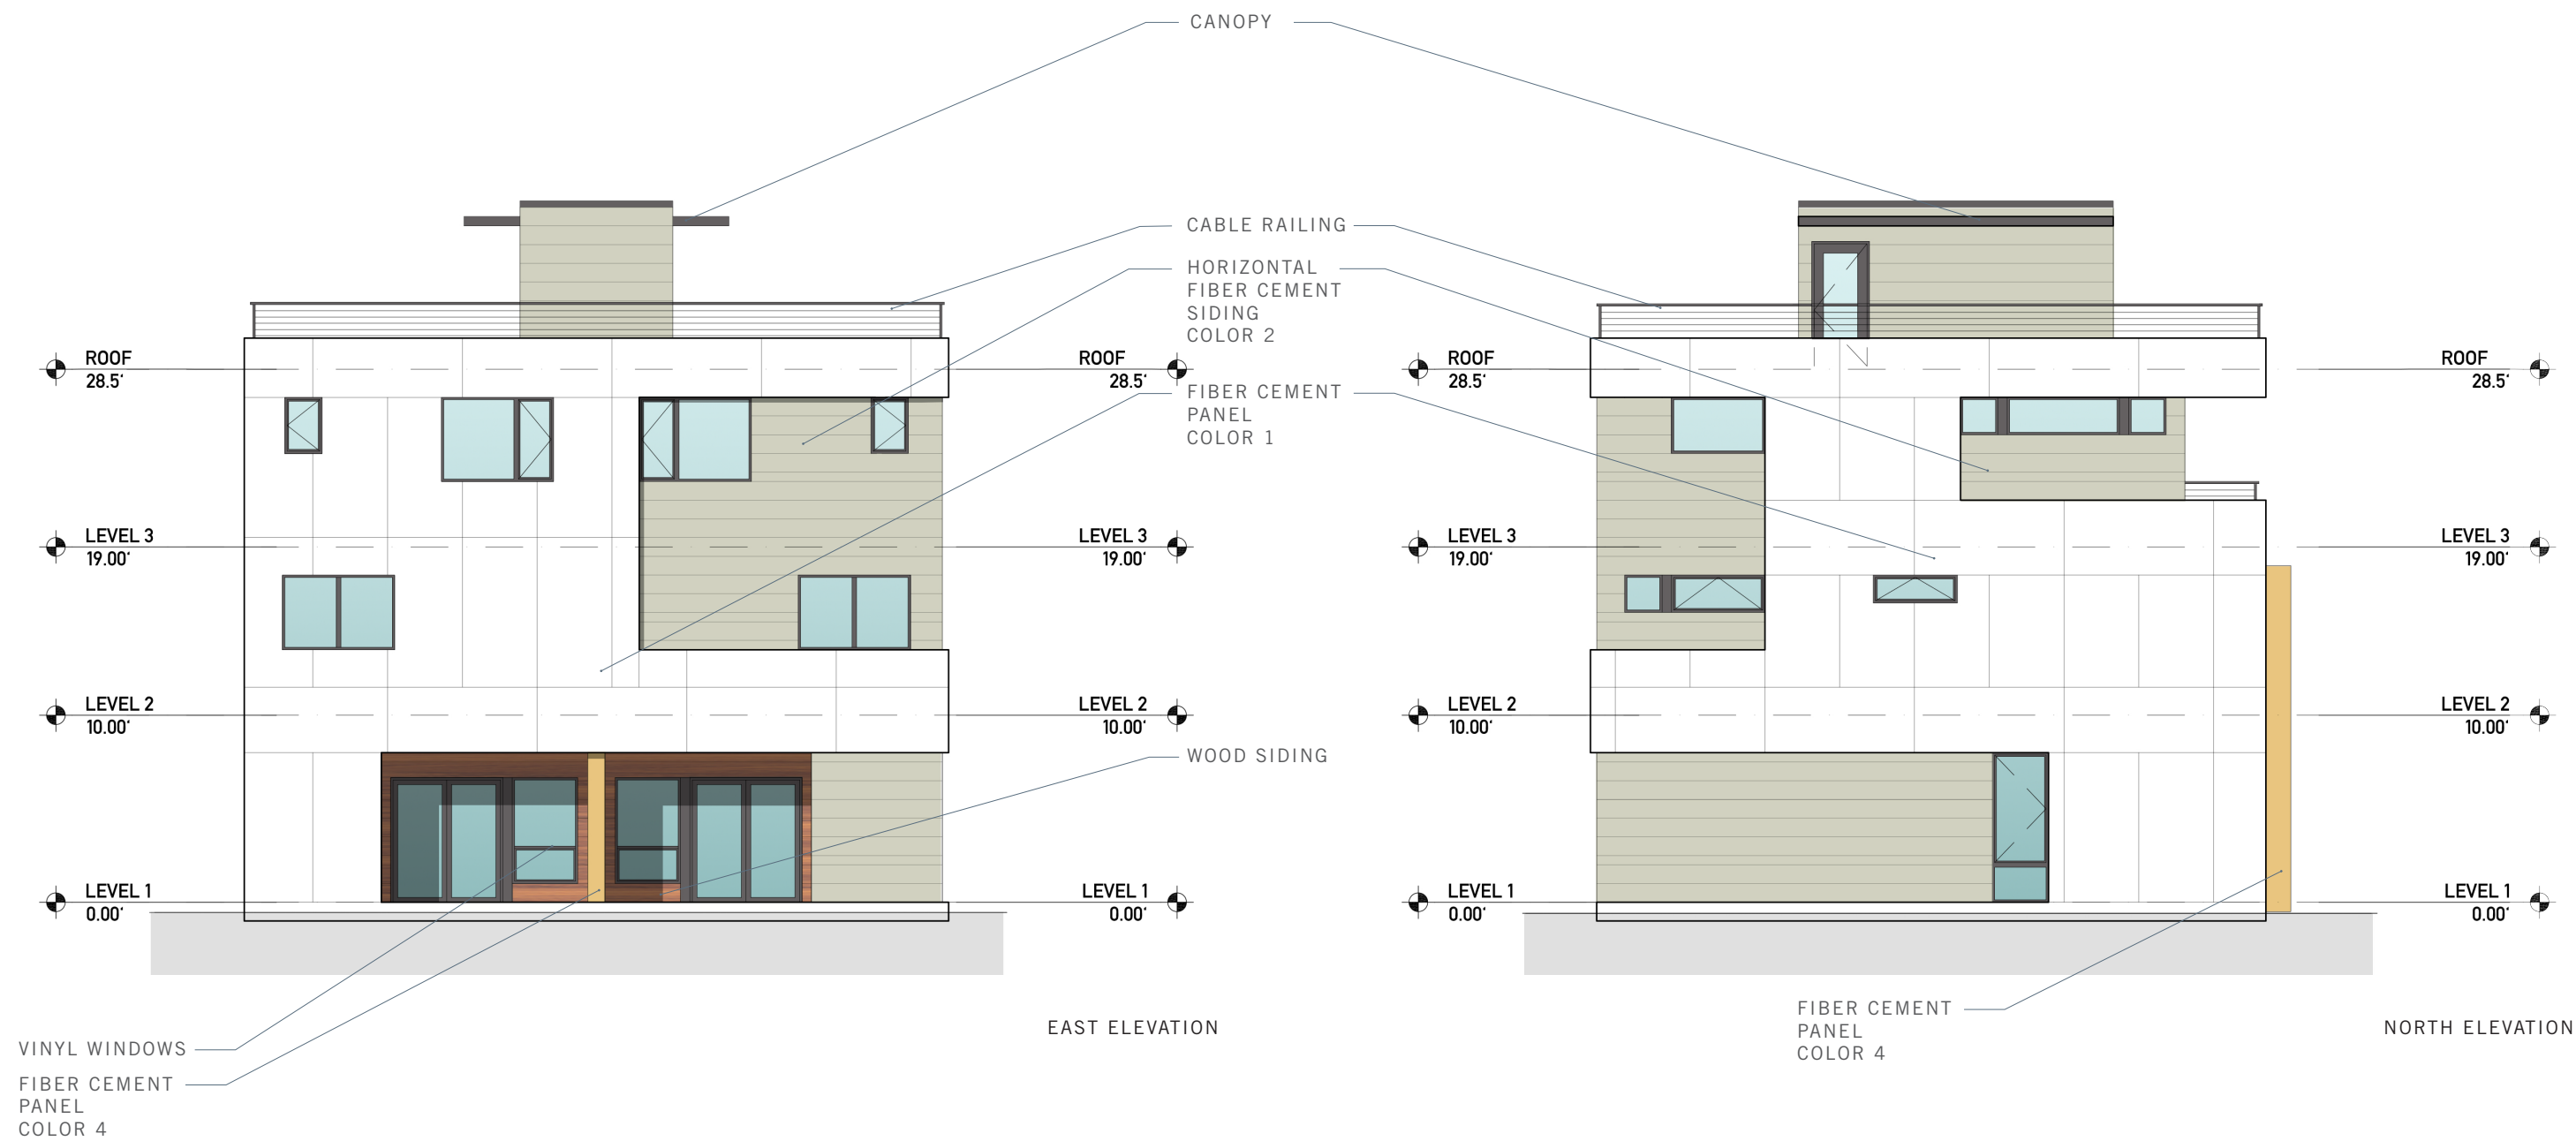 CANOPY
CABLE RAILING
HORIZONTAL
FIBER CEMENT
SIDING
COLOR 2
FIBER CEMENT
PANEL
COLOR 1
WOOD SIDING
ROOF
28.5'
LEVEL 3
19.00'
LEVEL 2
10.00'
LEVEL 1
0.00'
ROOF
28.5'
LEVEL 3
19.00'
LEVEL 2
10.00'
LEVEL 1
0.00'
ROOF
28.5'
LEVEL 3
19.00'
LEVEL 2
10.00'
LEVEL 1
0.00'
ROOF
28.5'
LEVEL 3
19.00'
LEVEL 2
10.00'
LEVEL 1
0.00'
EAST ELEVATION
VINYL WINDOWS
FIBER CEMENT
PANEL
COLOR 4
FIBER CEMENT
PANEL
COLOR 4
NORTH ELEVATION